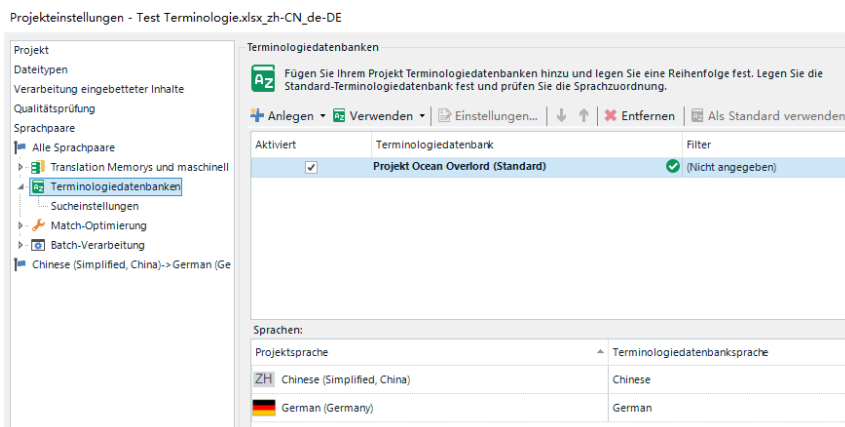 Projekteinstellungen - Test Terminologie.xlsx_zh-CN_de-DE
Projekt
Dateitypen
Verarbeitung eingebetteter Inhalte
Qualitätsprüfung
Sprachpaare
Alle Sprachpaare
Translation Memorys und maschinell
Terminologiedatenbanken
Sucheinstellungen
Match-Optimierung
Batch-Verarbeitung
Chinese (Simplified, China)->German (Ge
Terminologiedatenbanken
AZ
Fügen Sie Ihrem Projekt Terminologiedatenbanken hinzu und legen Sie eine Reihenfolge fest. Legen Sie die
Standard-Terminologiedatenbank fest und prüfen Sie die Sprachzuordnung.
Anlegen Verwenden Einstellungen... Entfernen Als Standard verwenden
Aktiviert Terminologiedatenbank Filter
Projekt Ocean Overlord (Standard) (Nicht angegeben)
Sprachen:
Projektsprache Terminologiedatenbanksprache
ZH Chinese (Simplified, China) Chinese
German (Germany) German